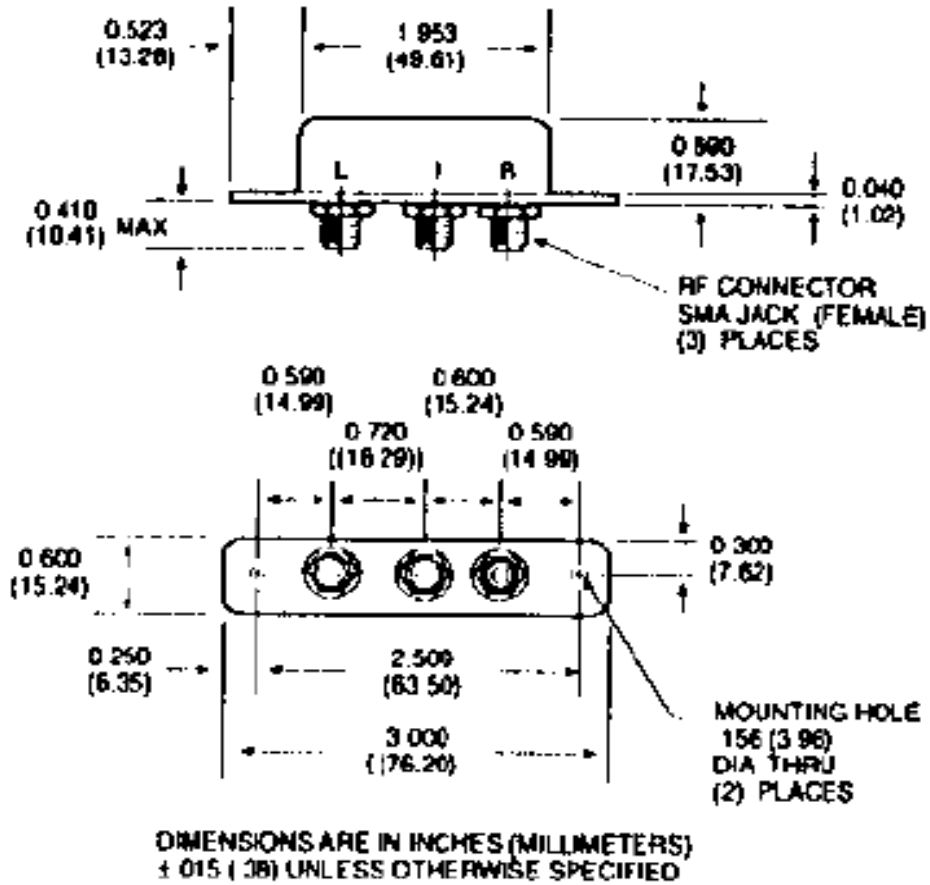 0.523
(13.28)
1.953
(49.61)
0.690
(17.53)
0.040
(1.02)
L I R
0.410
(10.41) MAX
RF CONNECTOR
SMA JACK (FEMALE)
(3) PLACES
0.590
(14.99)
0.600
(15.24)
0.720
((18.29))
0.590
(14.99)
0.600
(15.24)
0.300
(7.62)
0.250
(6.35)
2.500
(63.50)
3.000
(76.20)
MOUNTING HOLE
.156 (3.96)
DIA THRU
(2) PLACES
DIMENSIONS ARE IN INCHES (MILLIMETERS)
± .015 (.38) UNLESS OTHERWISE SPECIFIED